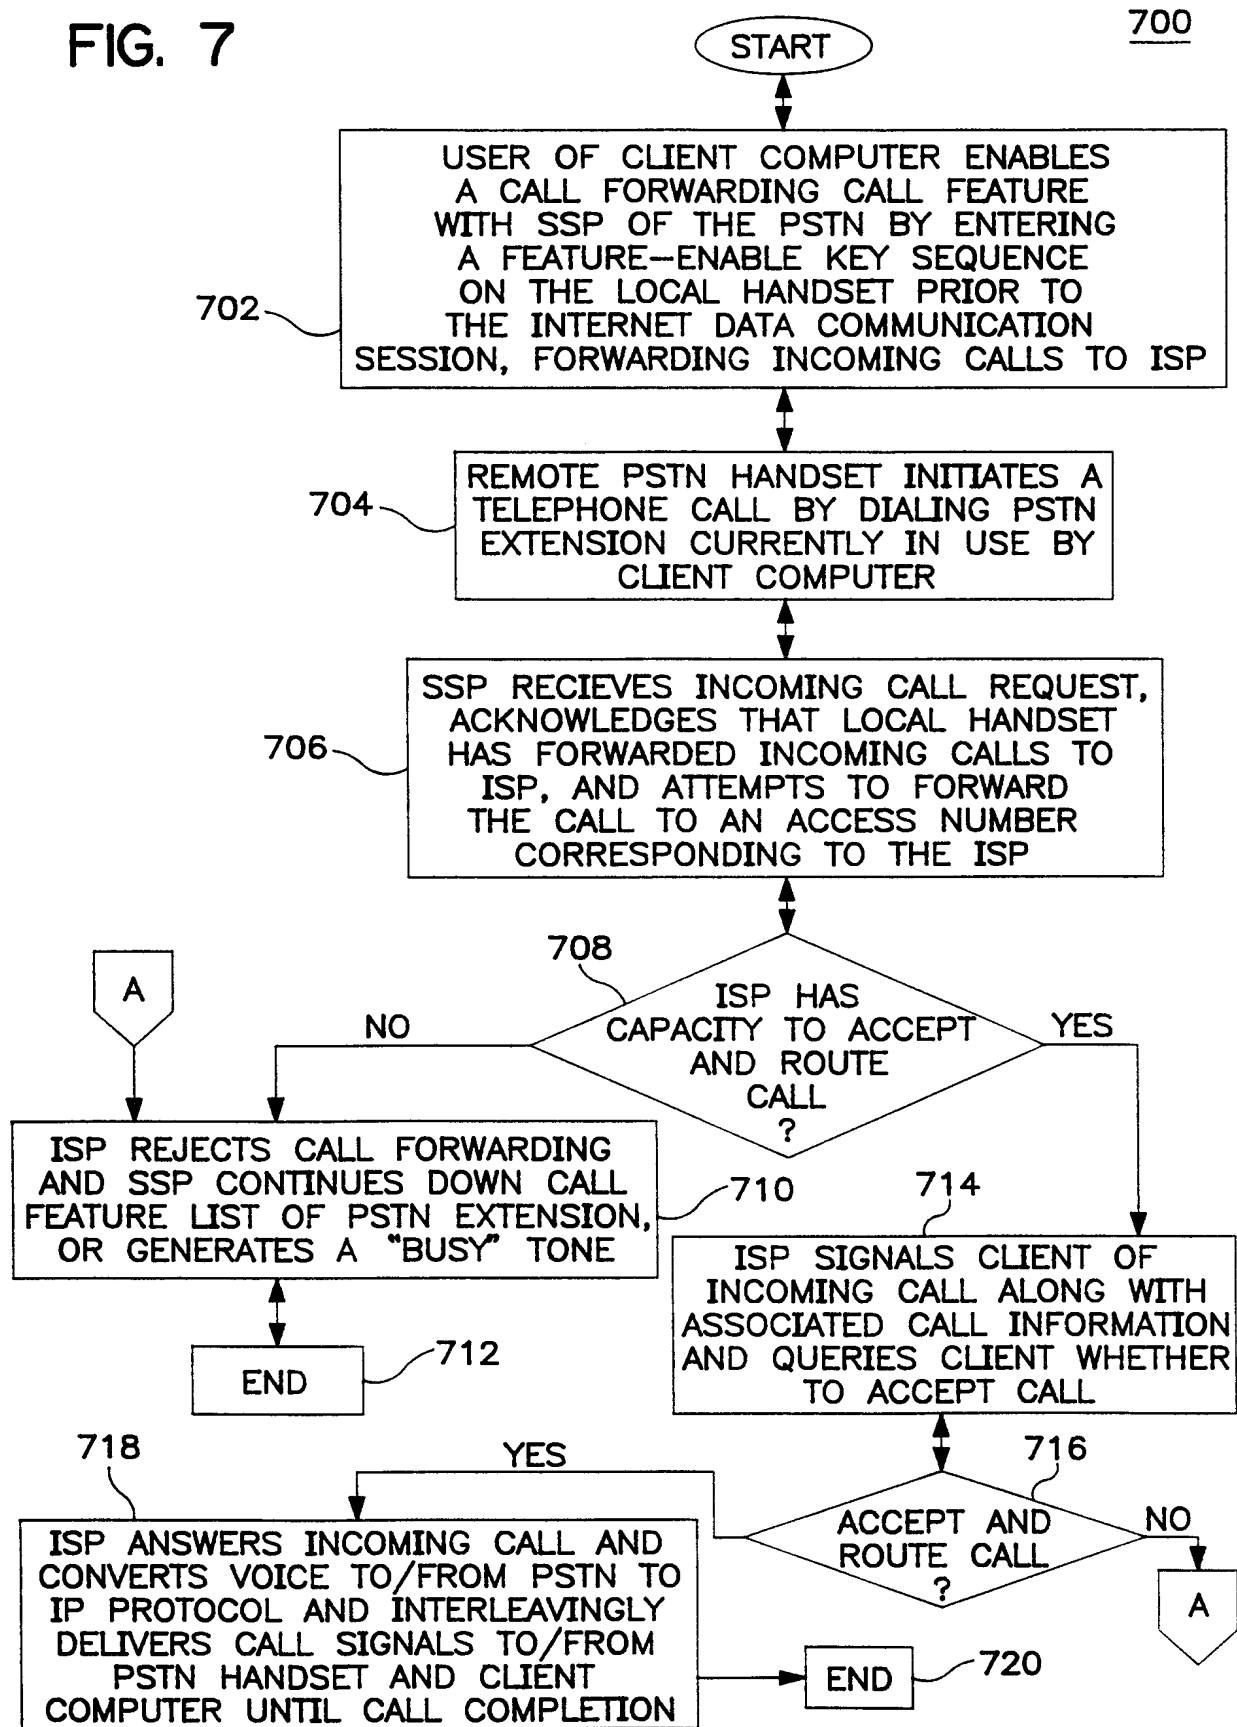 FIG. 7
700
START
USER OF CLIENT COMPUTER ENABLES
A CALL FORWARDING CALL FEATURE
WITH SSP OF THE PSTN BY ENTERING
A FEATURE—ENABLE KEY SEQUENCE
ON THE LOCAL HANDSET PRIOR TO
THE INTERNET DATA COMMUNICATION
SESSION, FORWARDING INCOMING CALLS TO ISP
702
REMOTE PSTN HANDSET INITIATES A
TELEPHONE CALL BY DIALING PSTN
EXTENSION CURRENTLY IN USE BY
CLIENT COMPUTER
704
SSP RECIEVES INCOMING CALL REQUEST,
ACKNOWLEDGES THAT LOCAL HANDSET
HAS FORWARDED INCOMING CALLS TO
ISP, AND ATTEMPTS TO FORWARD
THE CALL TO AN ACCESS NUMBER
CORRESPONDING TO THE ISP
706
708
ISP HAS
CAPACITY TO ACCEPT
AND ROUTE
CALL
?
NO
YES
A
ISP REJECTS CALL FORWARDING
AND SSP CONTINUES DOWN CALL
FEATURE LIST OF PSTN EXTENSION,
OR GENERATES A "BUSY" TONE
710
END
712
714
ISP SIGNALS CLIENT OF
INCOMING CALL ALONG WITH
ASSOCIATED CALL INFORMATION
AND QUERIES CLIENT WHETHER
TO ACCEPT CALL
716
ACCEPT AND
ROUTE CALL
?
YES
NO
A
718
ISP ANSWERS INCOMING CALL AND
CONVERTS VOICE TO/FROM PSTN TO
IP PROTOCOL AND INTERLEAVINGLY
DELIVERS CALL SIGNALS TO/FROM
PSTN HANDSET AND CLIENT
COMPUTER UNTIL CALL COMPLETION
END
720